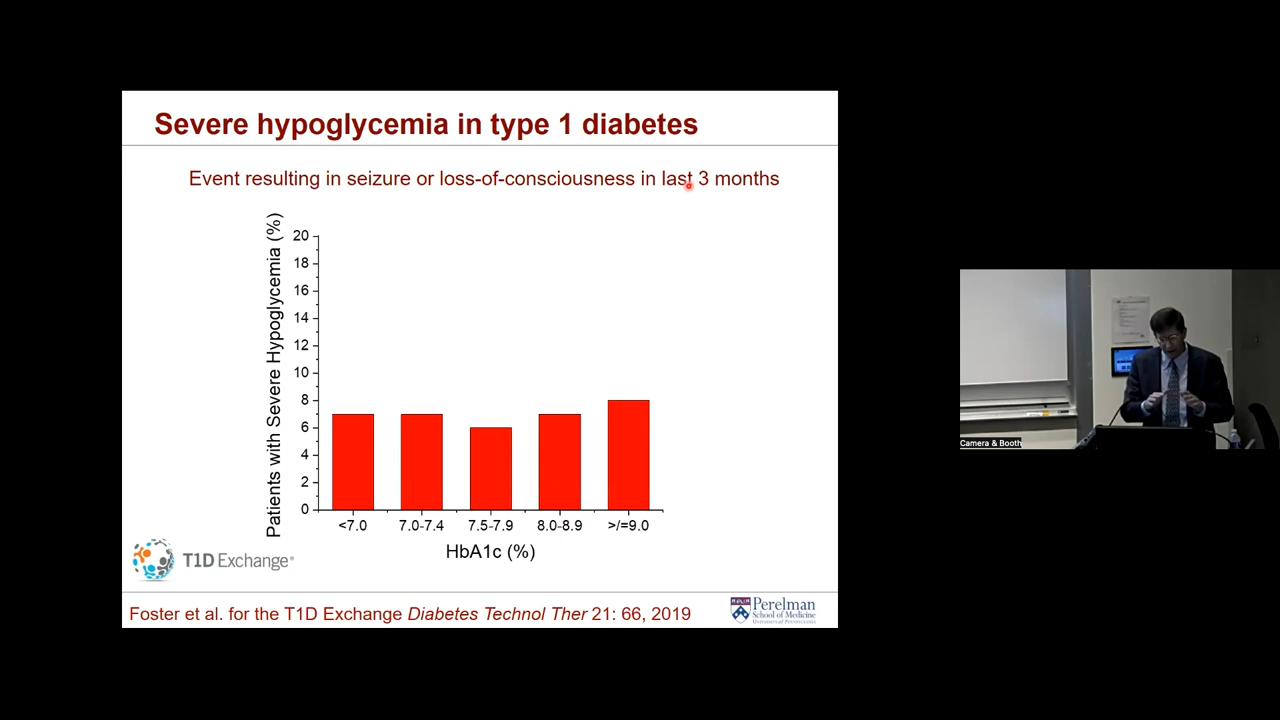 Severe hypoglycemia in type 1 diabetes
Event resulting in seizure or loss-of-consciousness in last 3 months
Patients with Severe Hypoglycemia (%)
20
18
16
14
12
10
8
6
4
2
0
<7.0 7.0-7.4 7.5-7.9 8.0-8.9 >/=9.0
HbA1c (%)
T1D Exchange®
Foster et al. for the T1D Exchange Diabetes Technol Ther 21: 66, 2019
Perelman
School of Medicine
University of Pennsylvania
Camera & Booth